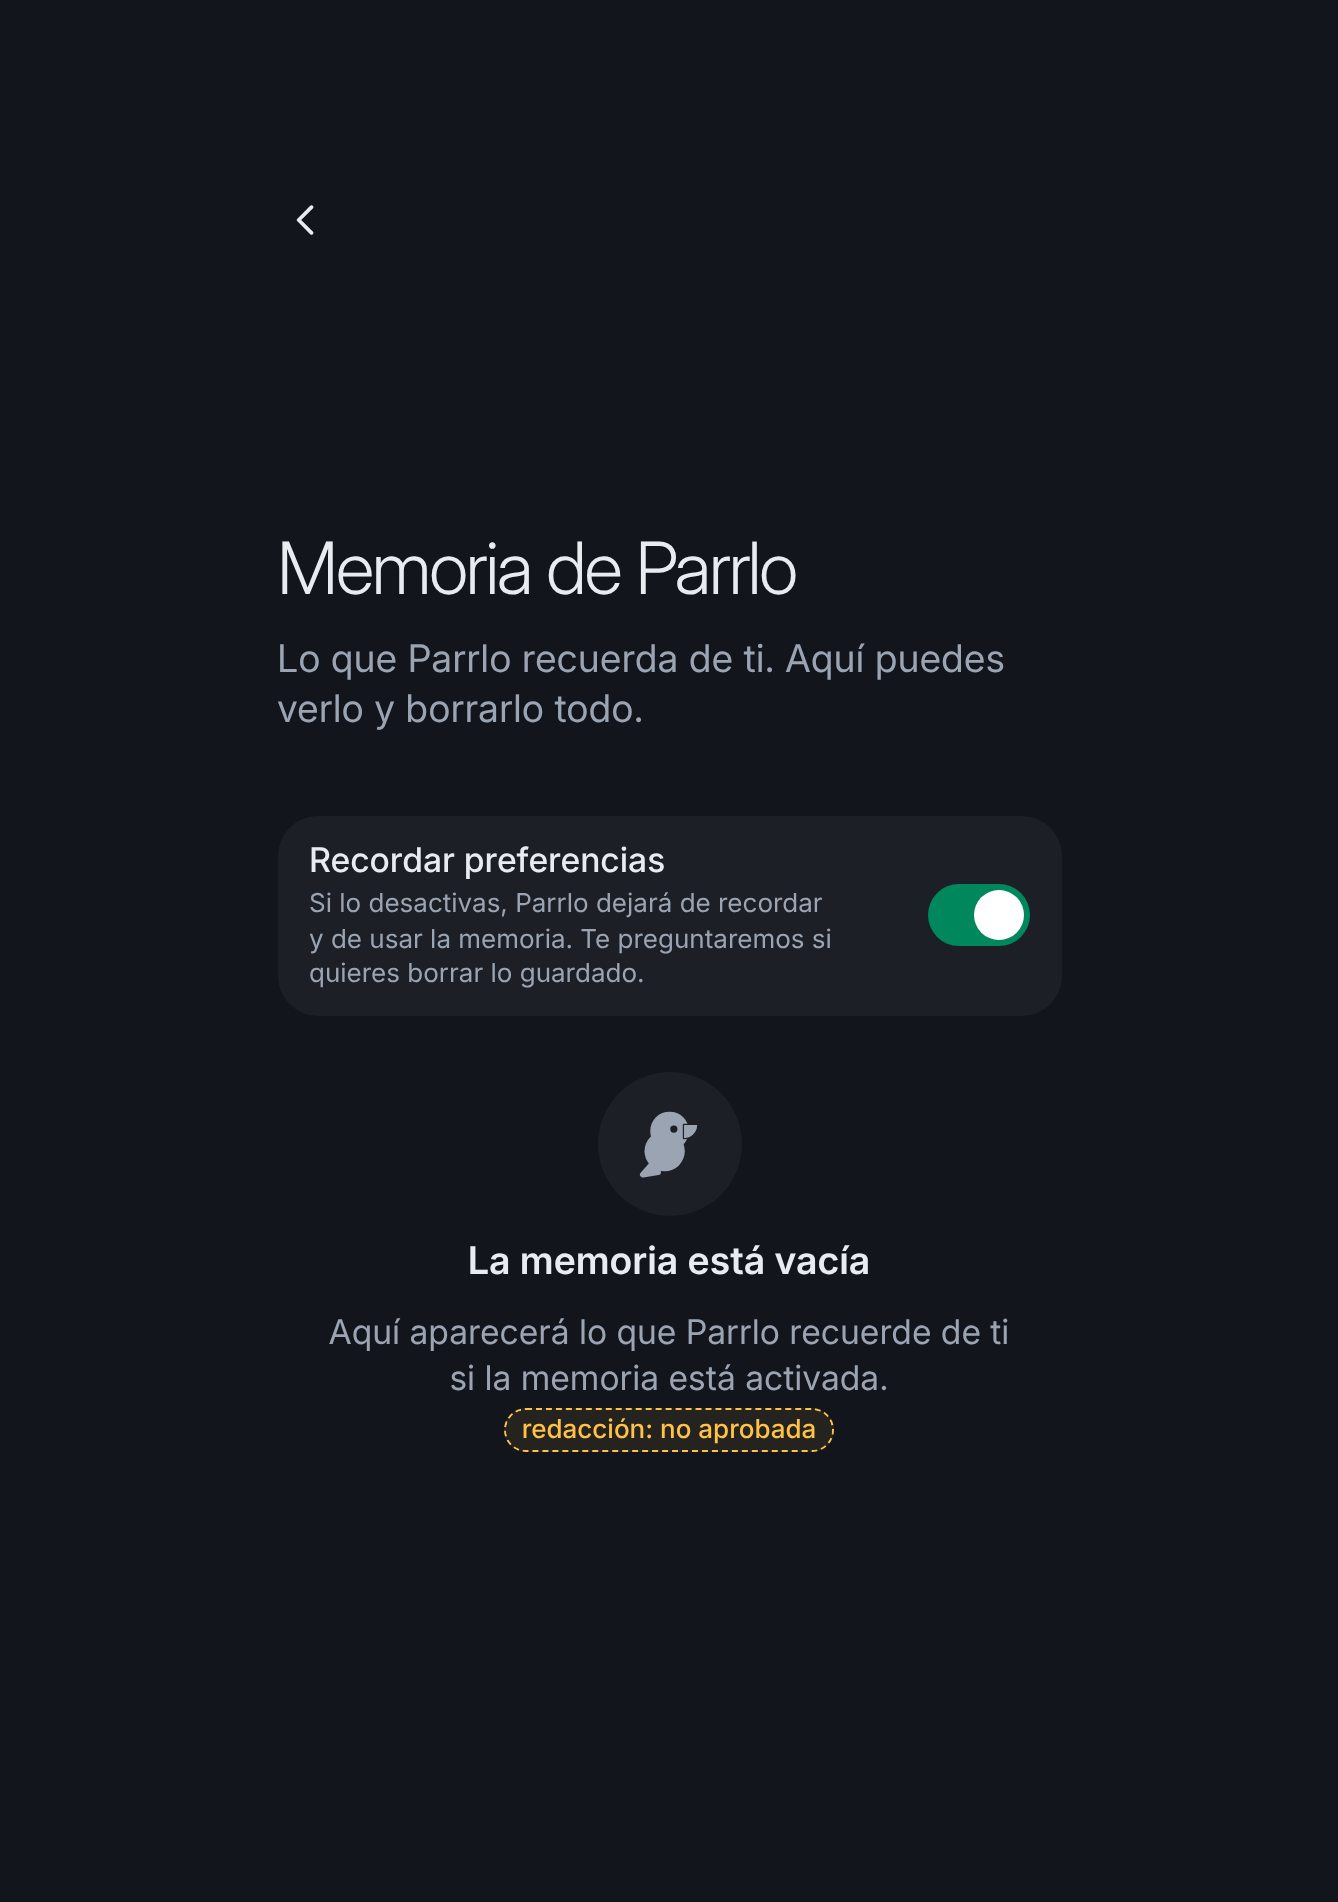 Memoria de Parrlo
Lo que Parrlo recuerda de ti. Aquí puedes
verlo y borrarlo todo.
Recordar preferencias
Si lo desactivas, Parrlo dejará de recordar
y de usar la memoria. Te preguntaremos si
quieres borrar lo guardado.
La memoria está vacía
Aquí aparecerá lo que Parrlo recuerde de ti
si la memoria está activada.
redacción: no aprobada